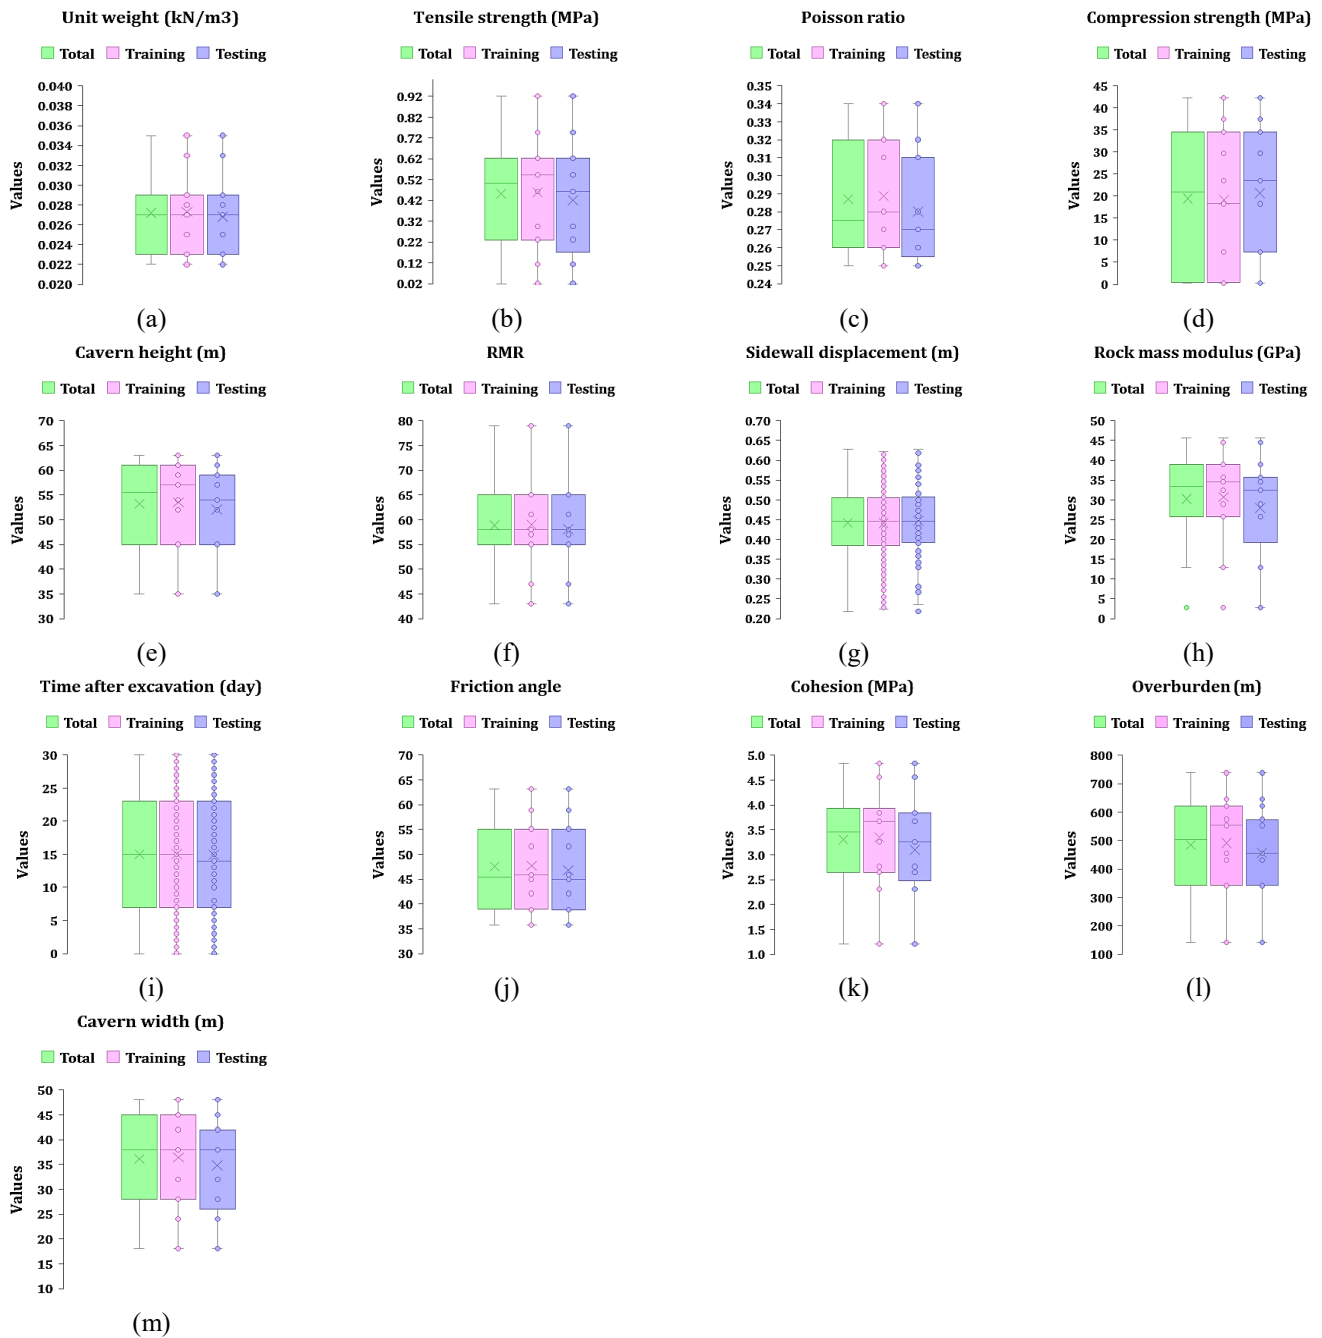 Unit weight (kN/m3)
Total Training Testing
Values
0.040
0.038
0.036
0.034
0.032
0.030
0.028
0.026
0.024
0.022
0.020
(a)
Tensile strength (MPa)
Total Training Testing
Values
0.92
0.82
0.72
0.62
0.52
0.42
0.32
0.22
0.12
0.02
(b)
Poisson ratio
Total Training Testing
Values
0.35
0.34
0.32
0.31
0.29
0.28
0.26
0.25
0.24
(c)
Compression strength (MPa)
Total Training Testing
Values
45
40
35
30
25
20
15
10
5
0
(d)
Cavern height (m)
Total Training Testing
Values
70
65
60
55
50
45
40
35
30
(e)
RMR
Total Training Testing
Values
80
75
70
65
60
55
50
45
40
(f)
Sidewall displacement (m)
Total Training Testing
Values
0.70
0.65
0.60
0.55
0.50
0.45
0.40
0.35
0.30
0.25
0.20
(g)
Rock mass modulus (GPa)
Total Training Testing
Values
50
45
40
35
30
25
20
15
10
5
0
(h)
Time after excavation (day)
Total Training Testing
Values
30
25
20
15
10
5
0
(i)
Friction angle
Total Training Testing
Values
70
65
60
55
50
45
40
35
30
(j)
Cohesion (MPa)
Total Training Testing
Values
5.0
4.5
4.0
3.5
3.0
2.5
2.0
1.5
1.0
(k)
Overburden (m)
Total Training Testing
Values
800
700
600
500
400
300
200
100
(l)
Cavern width (m)
Total Training Testing
Values
50
45
40
35
30
25
20
15
10
(m)